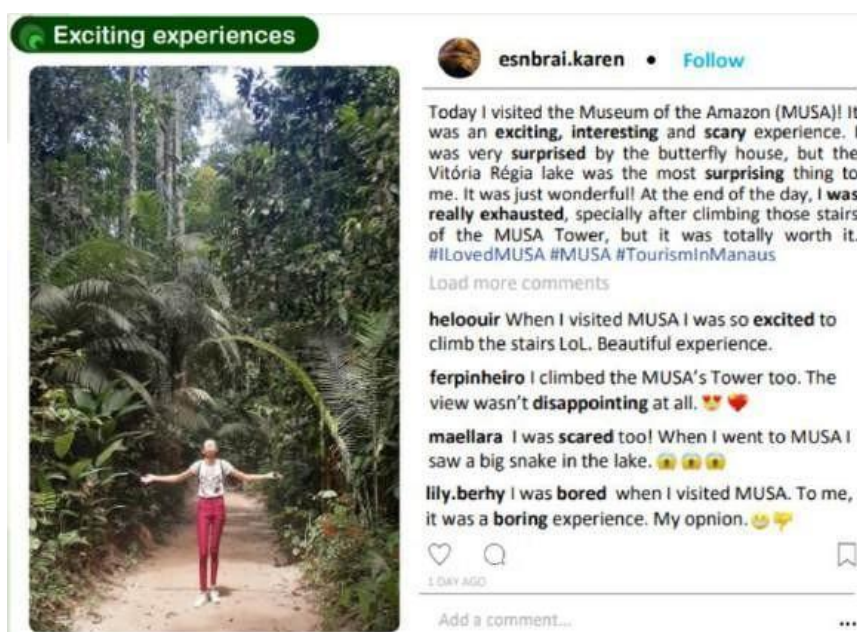 Exciting experiences
esnbrai.karen • Follow
Today I visited the Museum of the Amazon (MUSA)! It
was an exciting, interesting and scary experience. I
was very surprised by the butterfly house, but the
Vitória Régia lake was the most surprising thing to
me. It was just wonderful! At the end of the day, I was
really exhausted, specially after climbing those stairs
of the MUSA Tower, but it was totally worth it.
#ILovedMUSA #MUSA #TourismInManaus
Load more comments
heloouir When I visited MUSA I was so excited to
climb the stairs LoL. Beautiful experience.
ferpinheiro I climbed the MUSA's Tower too. The
view wasn't disappointing at all. 😍 ❤️
maellara I was scared too! When I went to MUSA I
saw a big snake in the lake. 😱 😱 😱
lily.berhy I was bored when I visited MUSA. To me,
it was a boring experience. My opnion. 😁 👎
1 DAY AGO
Add a comment... ...